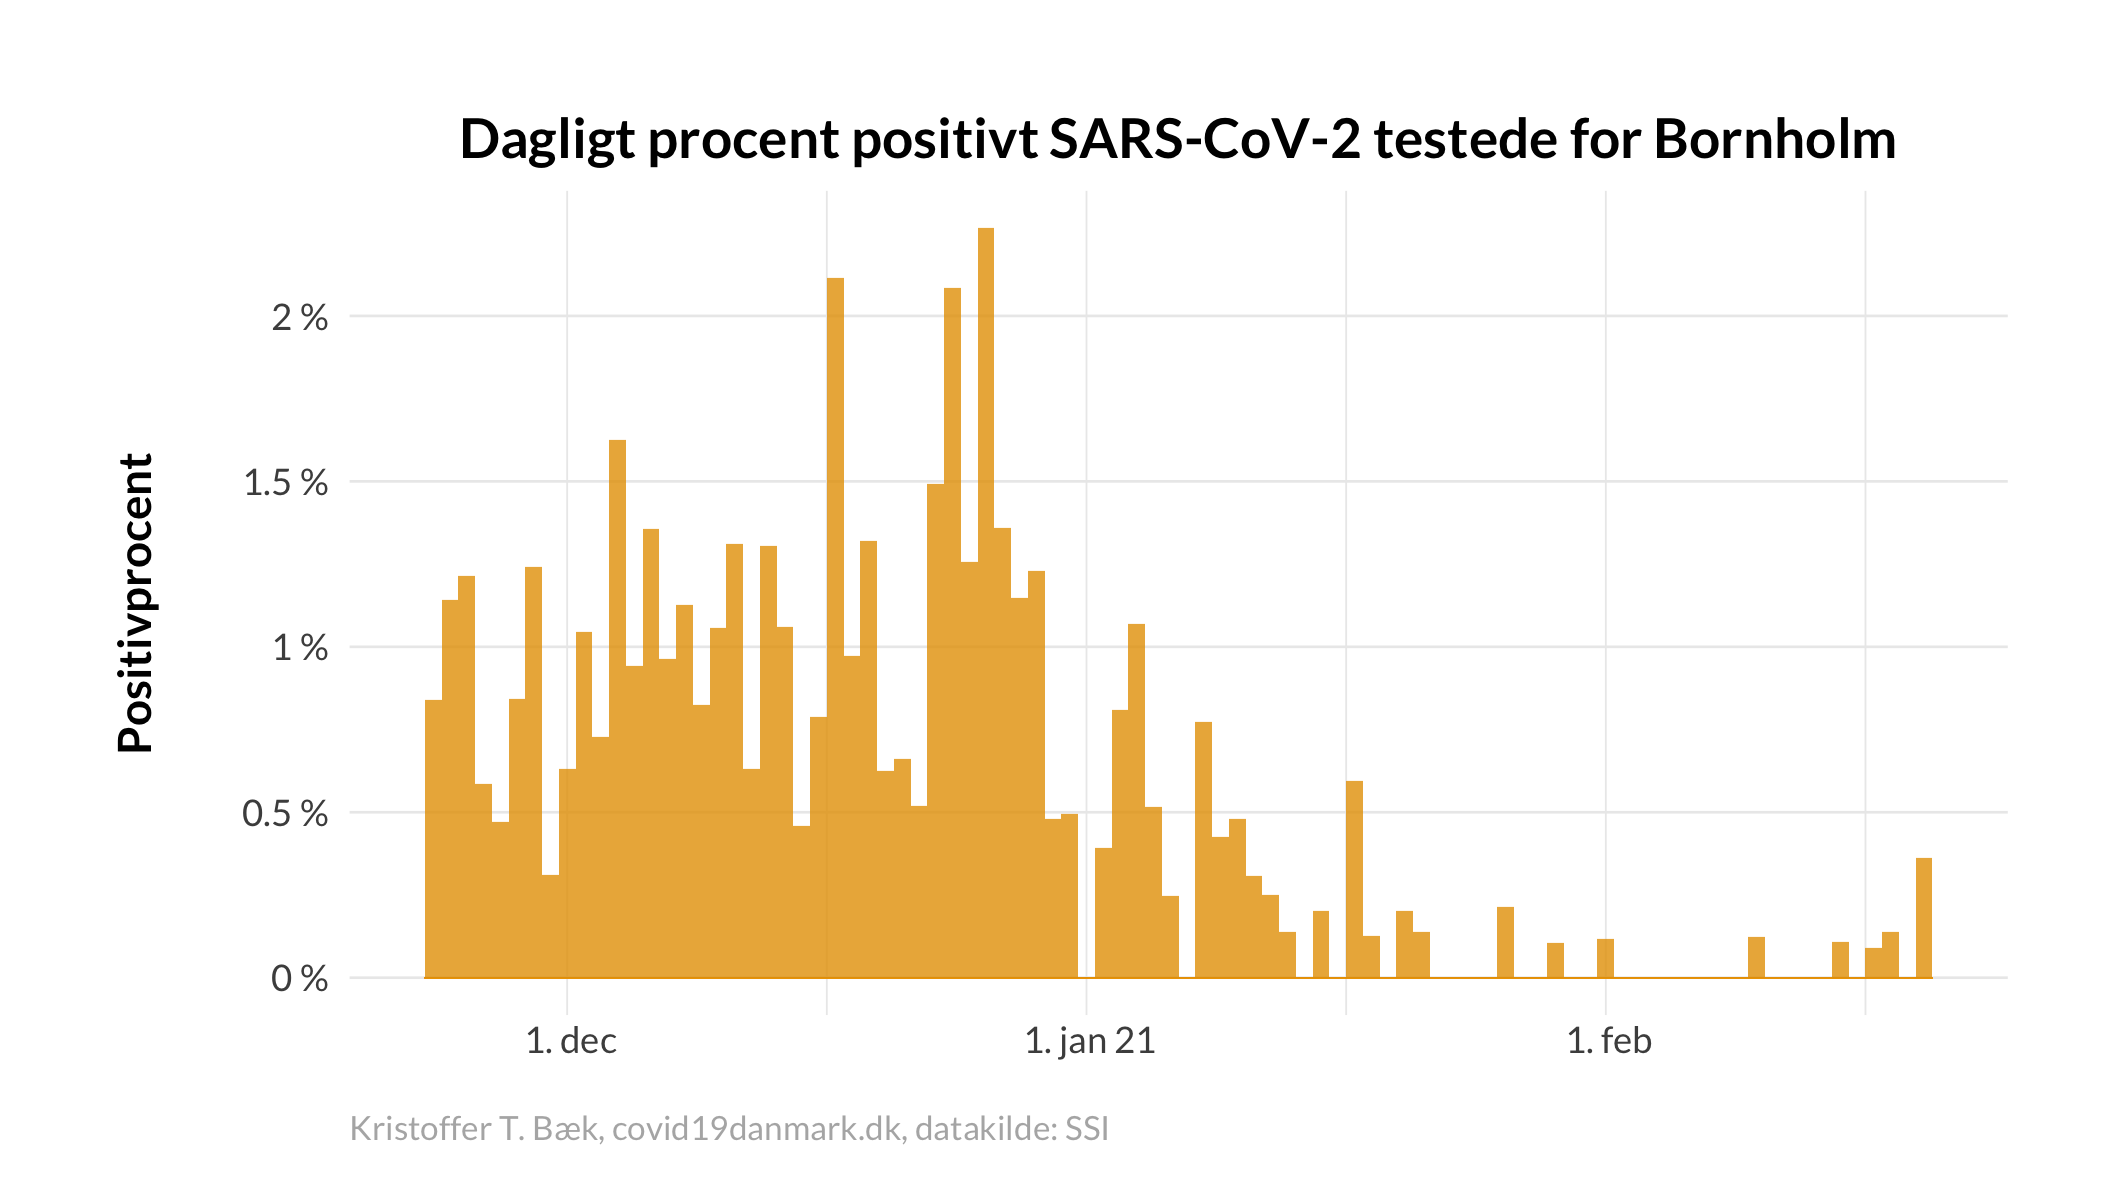 Dagligt procent positivt SARS-CoV-2 testede for Bornholm
Positivprocent
2 %
1.5 %
1 %
0.5 %
0 %
1. dec
1. jan 21
1. feb
Kristoffer T. Bæk, covid19danmark.dk, datakilde: SSI